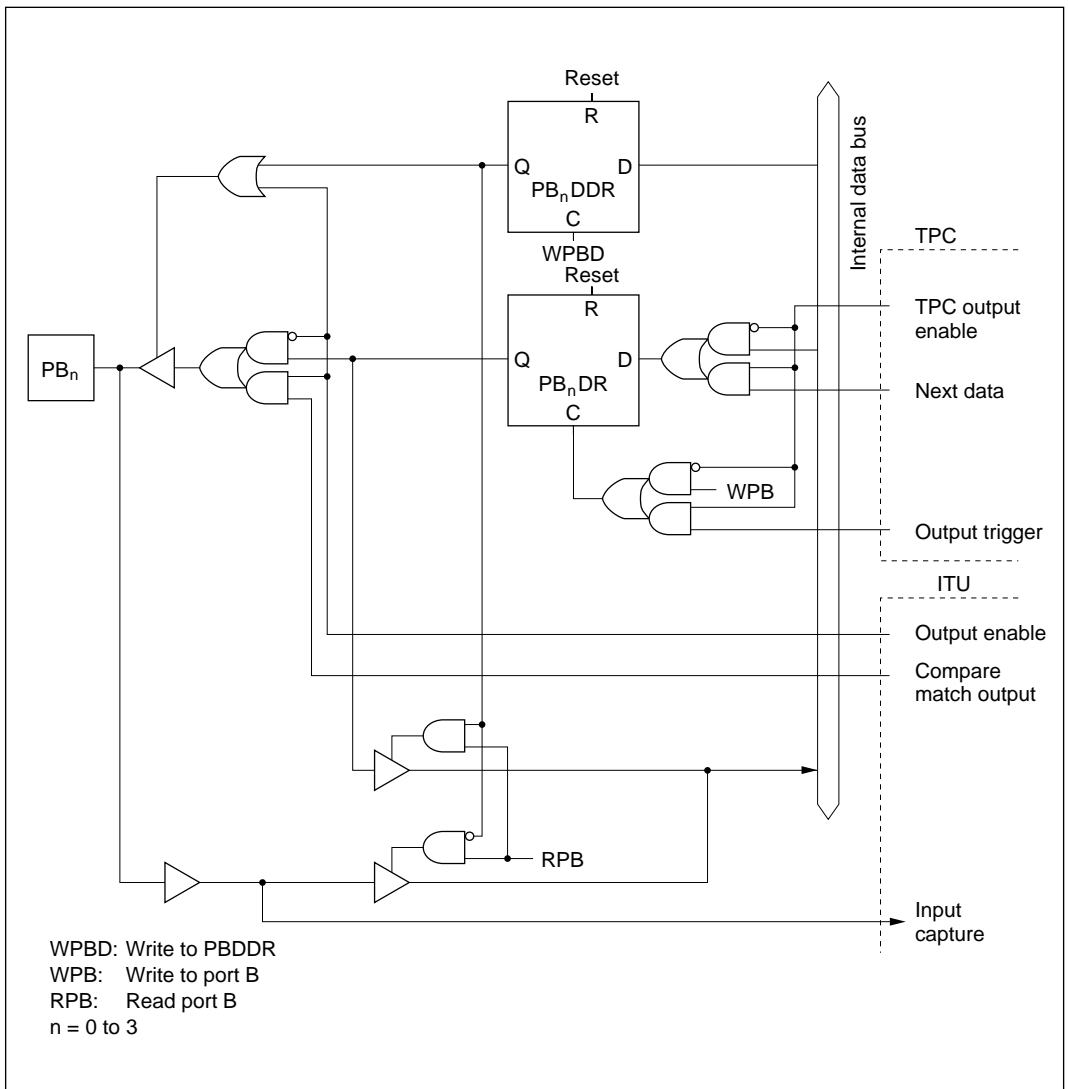 Reset
R
Q
D
PBnDDR
C
WPBD
Internal data bus
TPC
Reset
R
TPC output
enable
PBn
Q
D
PBnDR
C
Next data
WPB
Output trigger
ITU
Output enable
Compare
match output
RPB
Input
capture
WPBD: Write to PBDDR
WPB: Write to port B
RPB: Read port B
n = 0 to 3